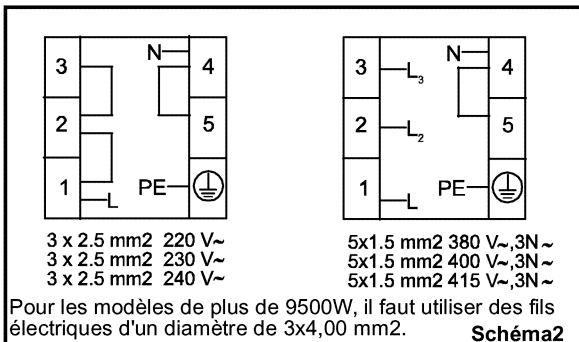 N N
3 4 3 L3 4
2 5 2 L2 5
1 L PE 1 L PE
3 x 2.5 mm2 220 V~ 5x1.5 mm2 380 V~,3N~
3 x 2.5 mm2 230 V~ 5x1.5 mm2 400 V~,3N~
3 x 2.5 mm2 240 V~ 5x1.5 mm2 415 V~,3N~
Pour les modèles de plus de 9500W, il faut utiliser des fils
électriques d'un diamètre de 3x4,00 mm2. Schéma2